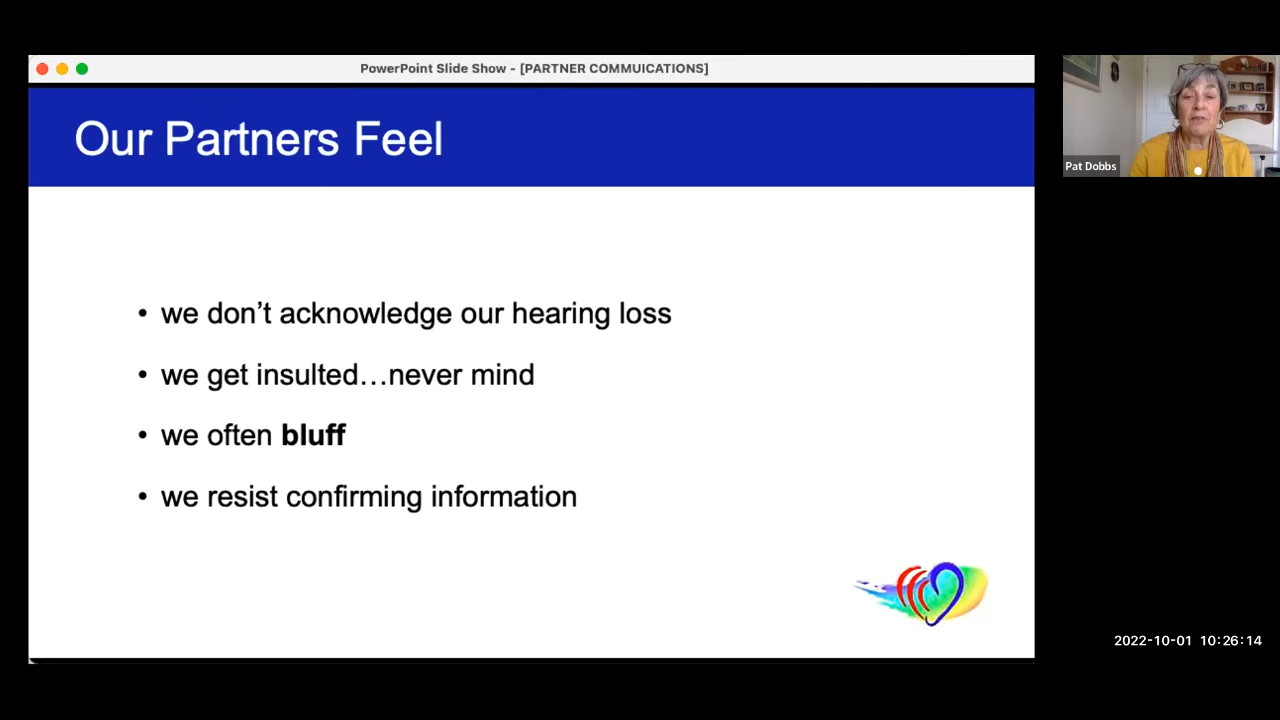 PowerPoint Slide Show - [PARTNER COMMUICATIONS]
Our Partners Feel
• we don’t acknowledge our hearing loss
• we get insulted…never mind
• we often bluff
• we resist confirming information
Pat Dobbs
2022-10-01 10:26:14